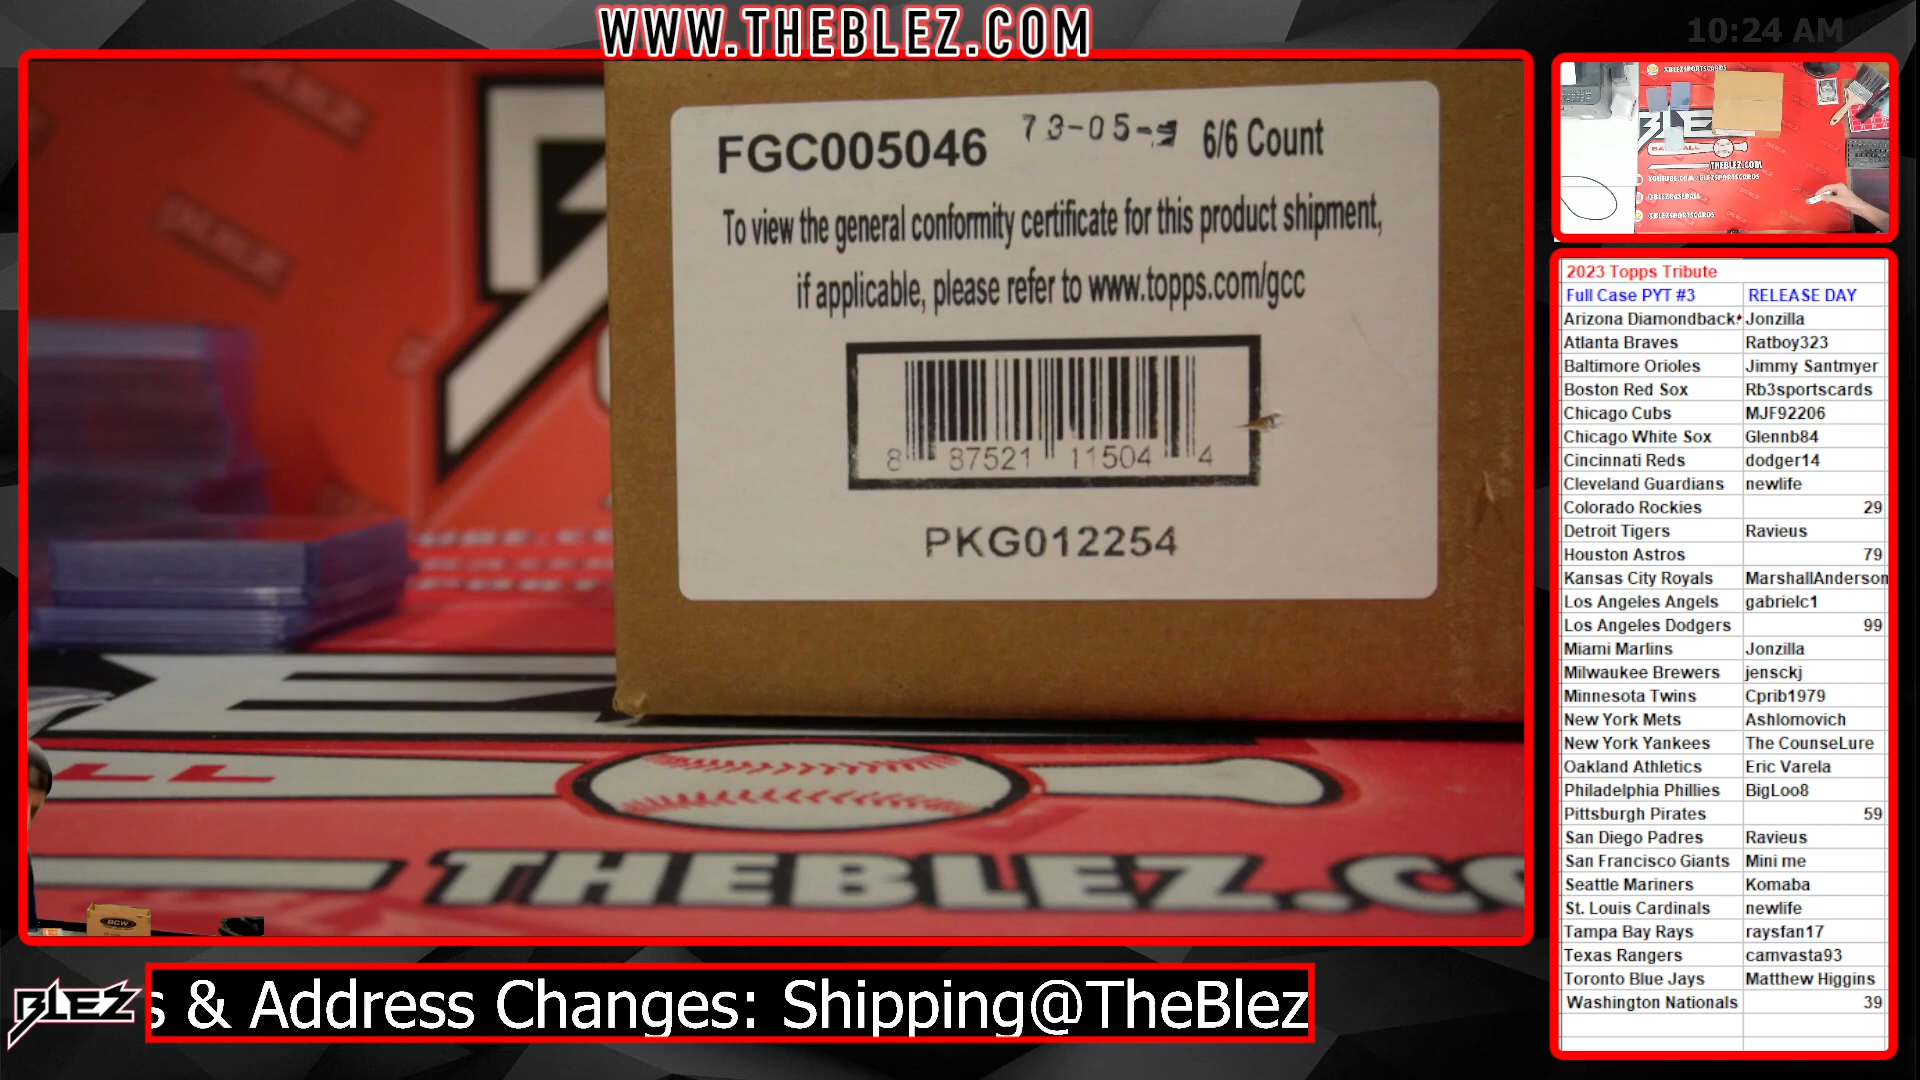 WWW.THEBLEZ.COM
10:24 AM
FGC005046
6/6 Count
To view the general conformity certificate for this product shipment,
if applicable, please refer to www.topps.com/gcc
8 87521 11504 4
PKG012254
THEBLEZ.CO
BLEZ
s & Address Changes: Shipping@TheBlez
THEBLEZ.COM
2023 Topps Tribute
Full Case PYT #3 RELEASE DAY
Arizona Diamondback Jonzilla
Atlanta Braves Ratboy323
Baltimore Orioles Jimmy Santmyer
Boston Red Sox Rb3sportscards
Chicago Cubs MJF92206
Chicago White Sox Glennb84
Cincinnati Reds dodger14
Cleveland Guardians newlife
Colorado Rockies 29
Detroit Tigers Ravieus
Houston Astros 79
Kansas City Royals MarshallAnderson
Los Angeles Angels gabrielc1
Los Angeles Dodgers 99
Miami Marlins Jonzilla
Milwaukee Brewers jensckj
Minnesota Twins Cprib1979
New York Mets Ashlomovich
New York Yankees The CounseLure
Oakland Athletics Eric Varela
Philadelphia Phillies BigLoo8
Pittsburgh Pirates 59
San Diego Padres Ravieus
San Francisco Giants Mini me
Seattle Mariners Komaba
St. Louis Cardinals newlife
Tampa Bay Rays raysfan17
Texas Rangers camvasta93
Toronto Blue Jays Matthew Higgins
Washington Nationals 39